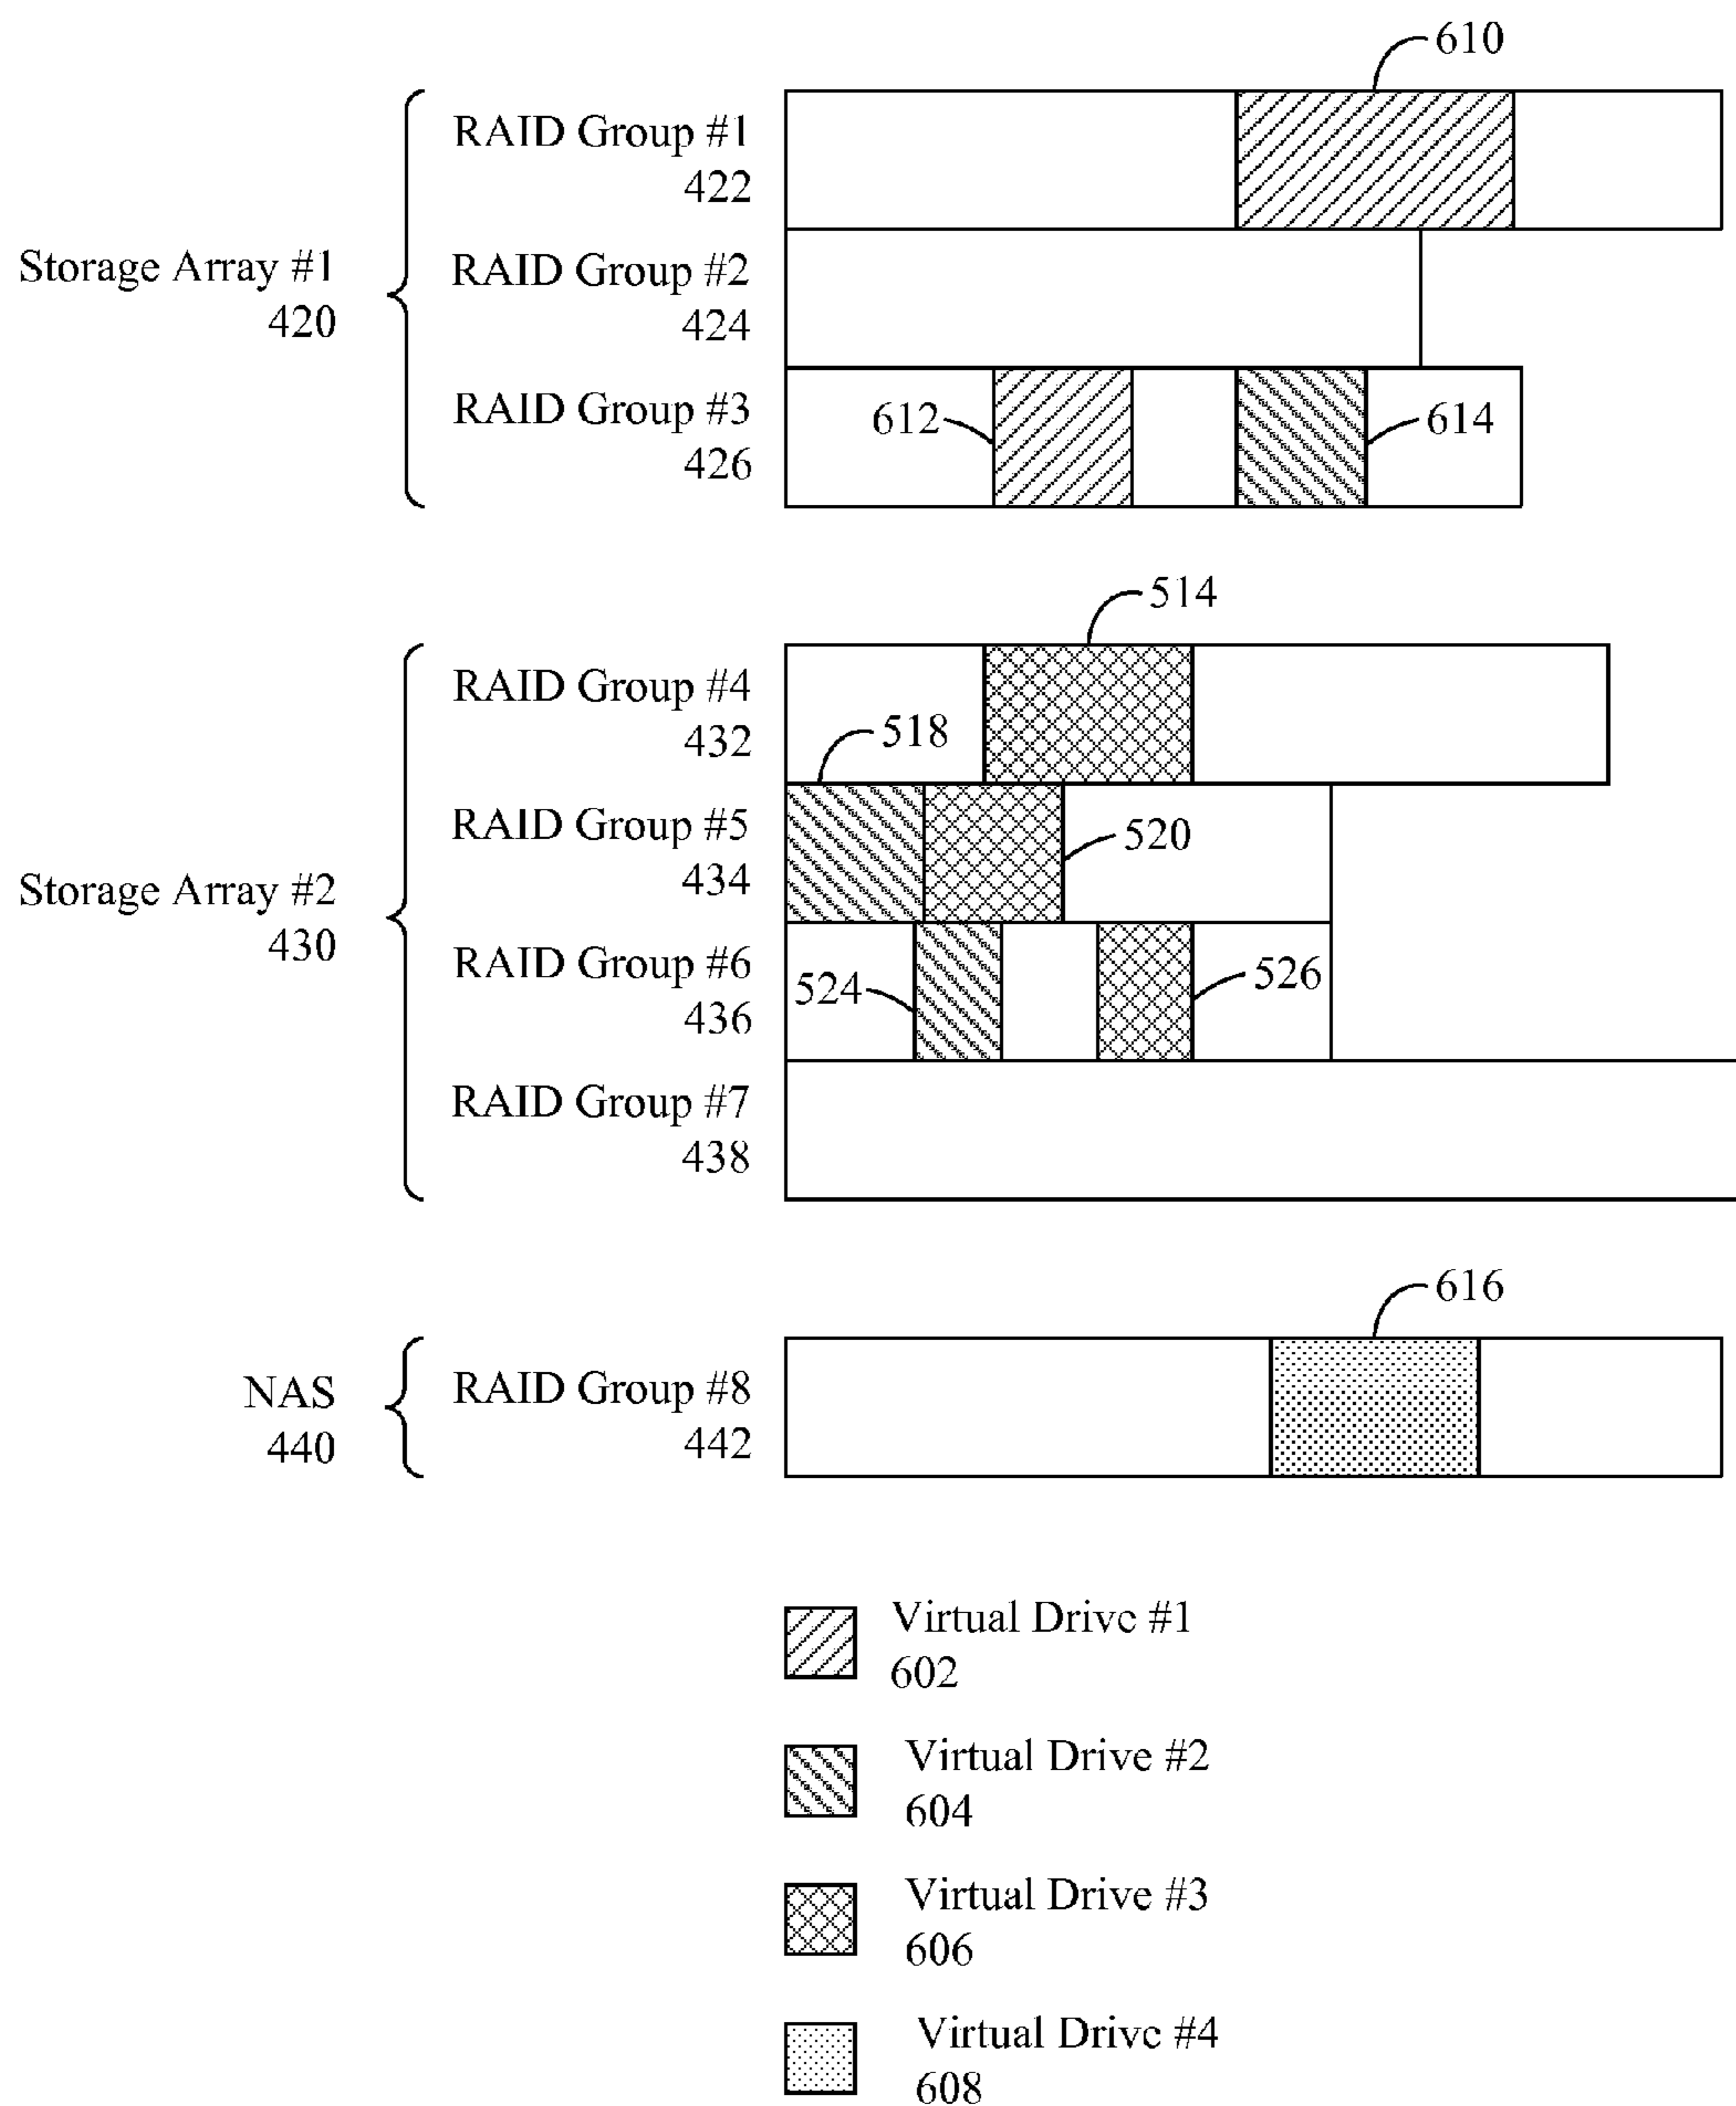 610
RAID Group #1
422
Storage Array #1
420
RAID Group #2
424
RAID Group #3
426
612
614
514
RAID Group #4
432
518
RAID Group #5
434
520
Storage Array #2
430
RAID Group #6
436
524
526
RAID Group #7
438
616
NAS
440
RAID Group #8
442
Virtual Drive #1
602
Virtual Drive #2
604
Virtual Drive #3
606
Virtual Drive #4
608